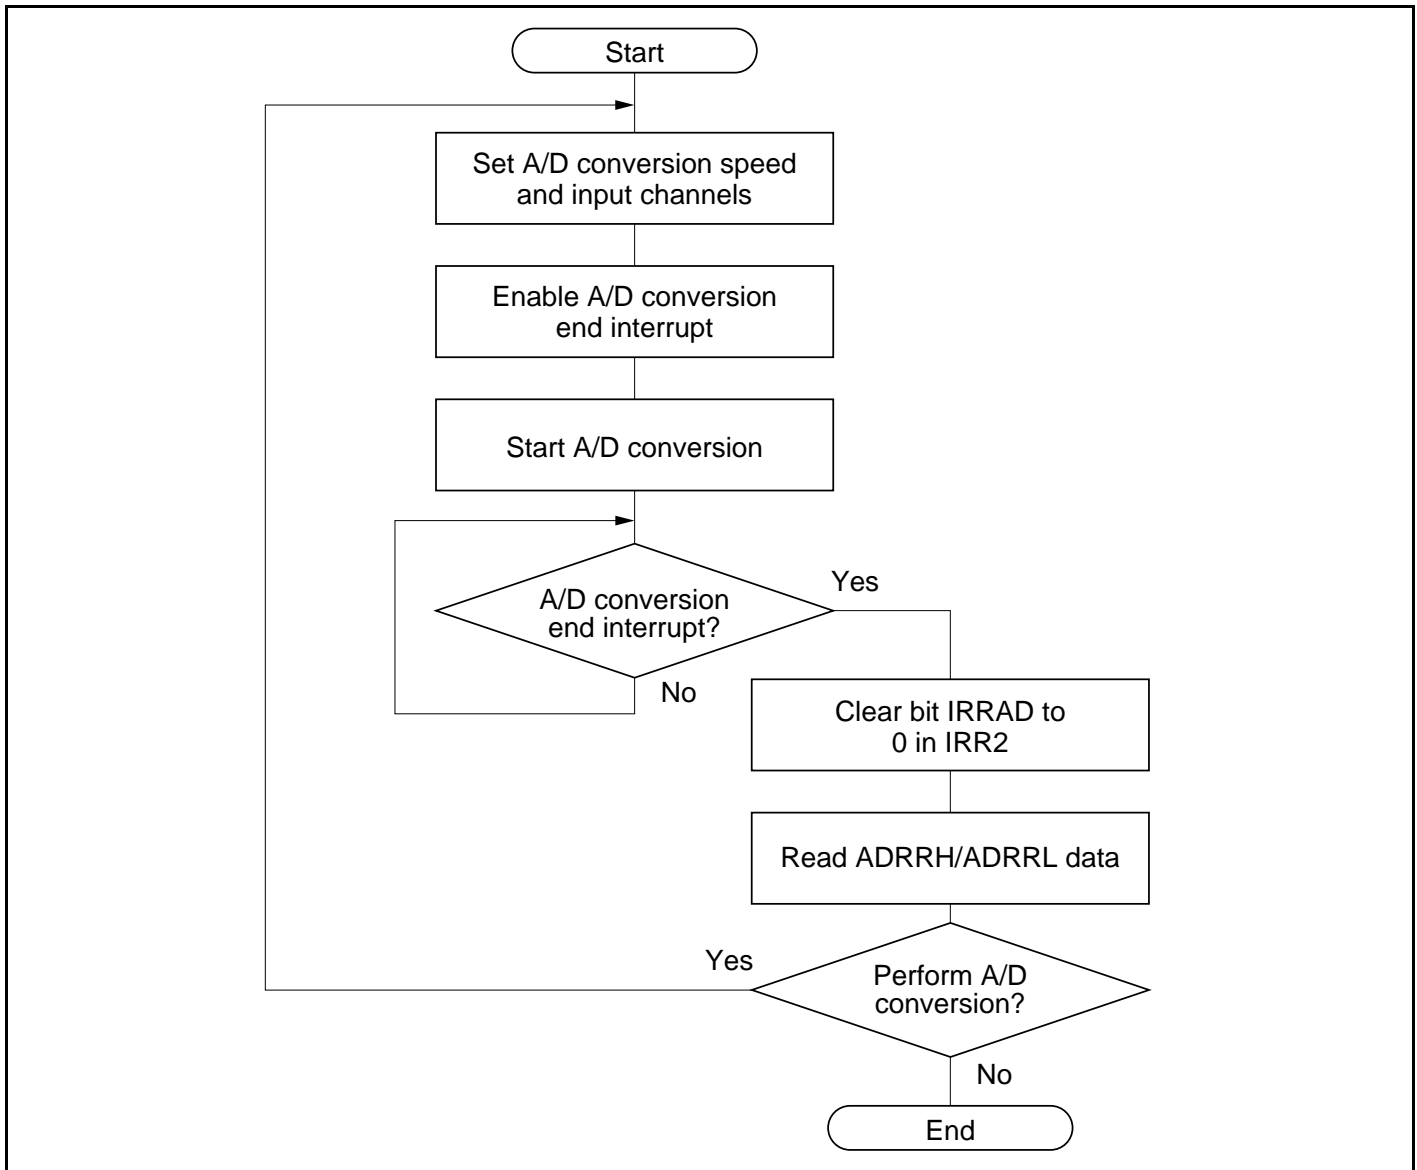 Start
Set A/D conversion speed
and input channels
Enable A/D conversion
end interrupt
Start A/D conversion
A/D conversion
end interrupt?
Yes
No
Clear bit IRRAD to
0 in IRR2
Read ADRRH/ADRRL data
Yes
Perform A/D
conversion?
No
End